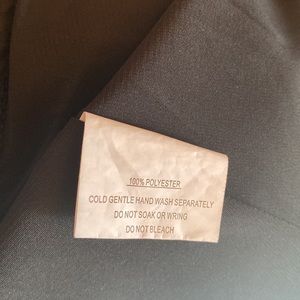 100% POLYESTER
COLD GENTLE HAND WASH SEPARATELY
DO NOT SOAK OR WRING
DO NOT BLEACH